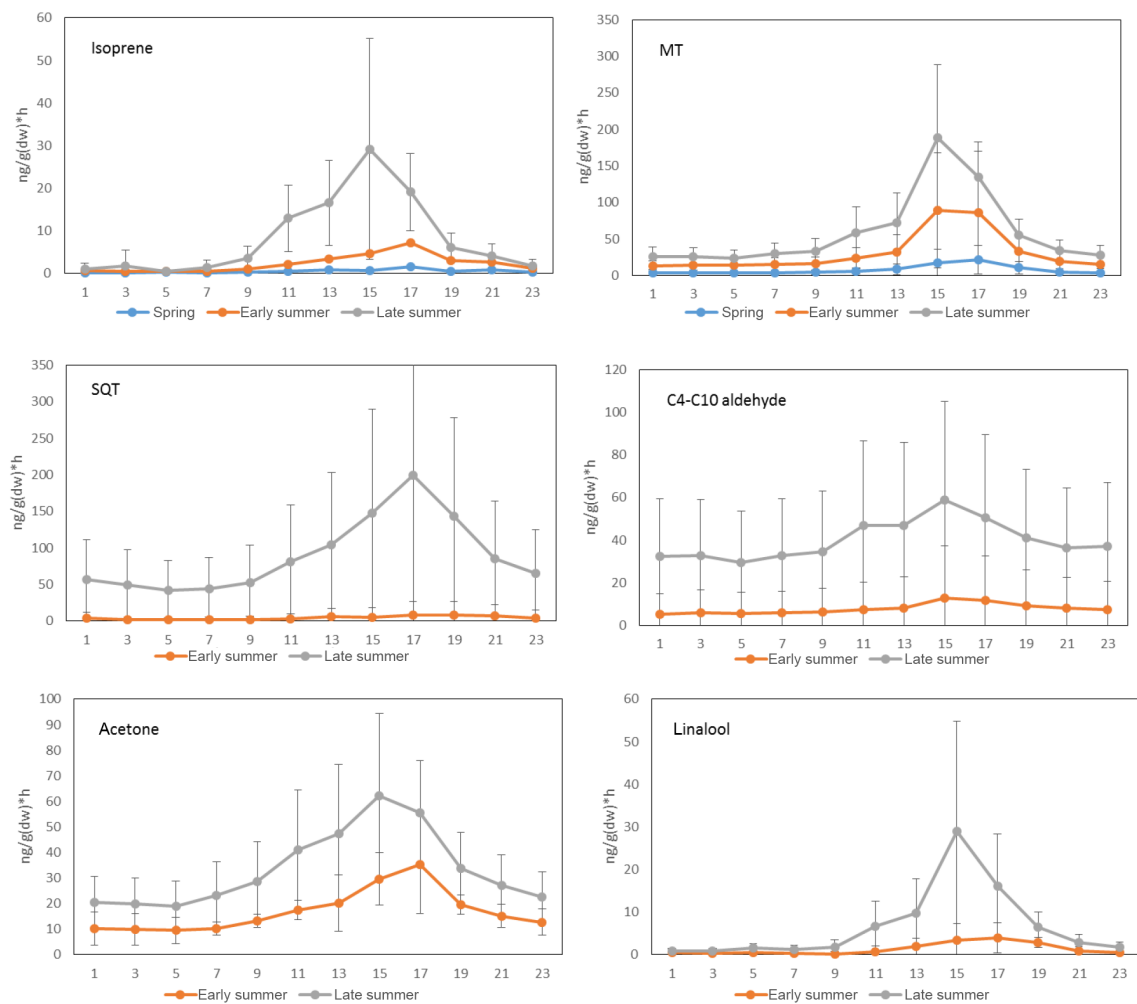 Isoprene
ng/g(dw)*h
60
50
40
30
20
10
0
1 3 5 7 9 11 13 15 17 19 21 23
Spring Early summer Late summer
MT
ng/g(dw)*h
350
300
250
200
150
100
50
0
1 3 5 7 9 11 13 15 17 19 21 23
Spring Early summer Late summer
SQT
ng/g(dw)*h
350
300
250
200
150
100
50
0
1 3 5 7 9 11 13 15 17 19 21 23
Early summer Late summer
C4-C10 aldehyde
ng/g(dw)*h
120
100
80
60
40
20
0
1 3 5 7 9 11 13 15 17 19 21 23
Early summer Late summer
Acetone
ng/g(dw)*h
100
90
80
70
60
50
40
30
20
10
0
1 3 5 7 9 11 13 15 17 19 21 23
Early summer Late summer
Linalool
ng/g(dw)*h
60
50
40
30
20
10
0
1 3 5 7 9 11 13 15 17 19 21 23
Early summer Late summer